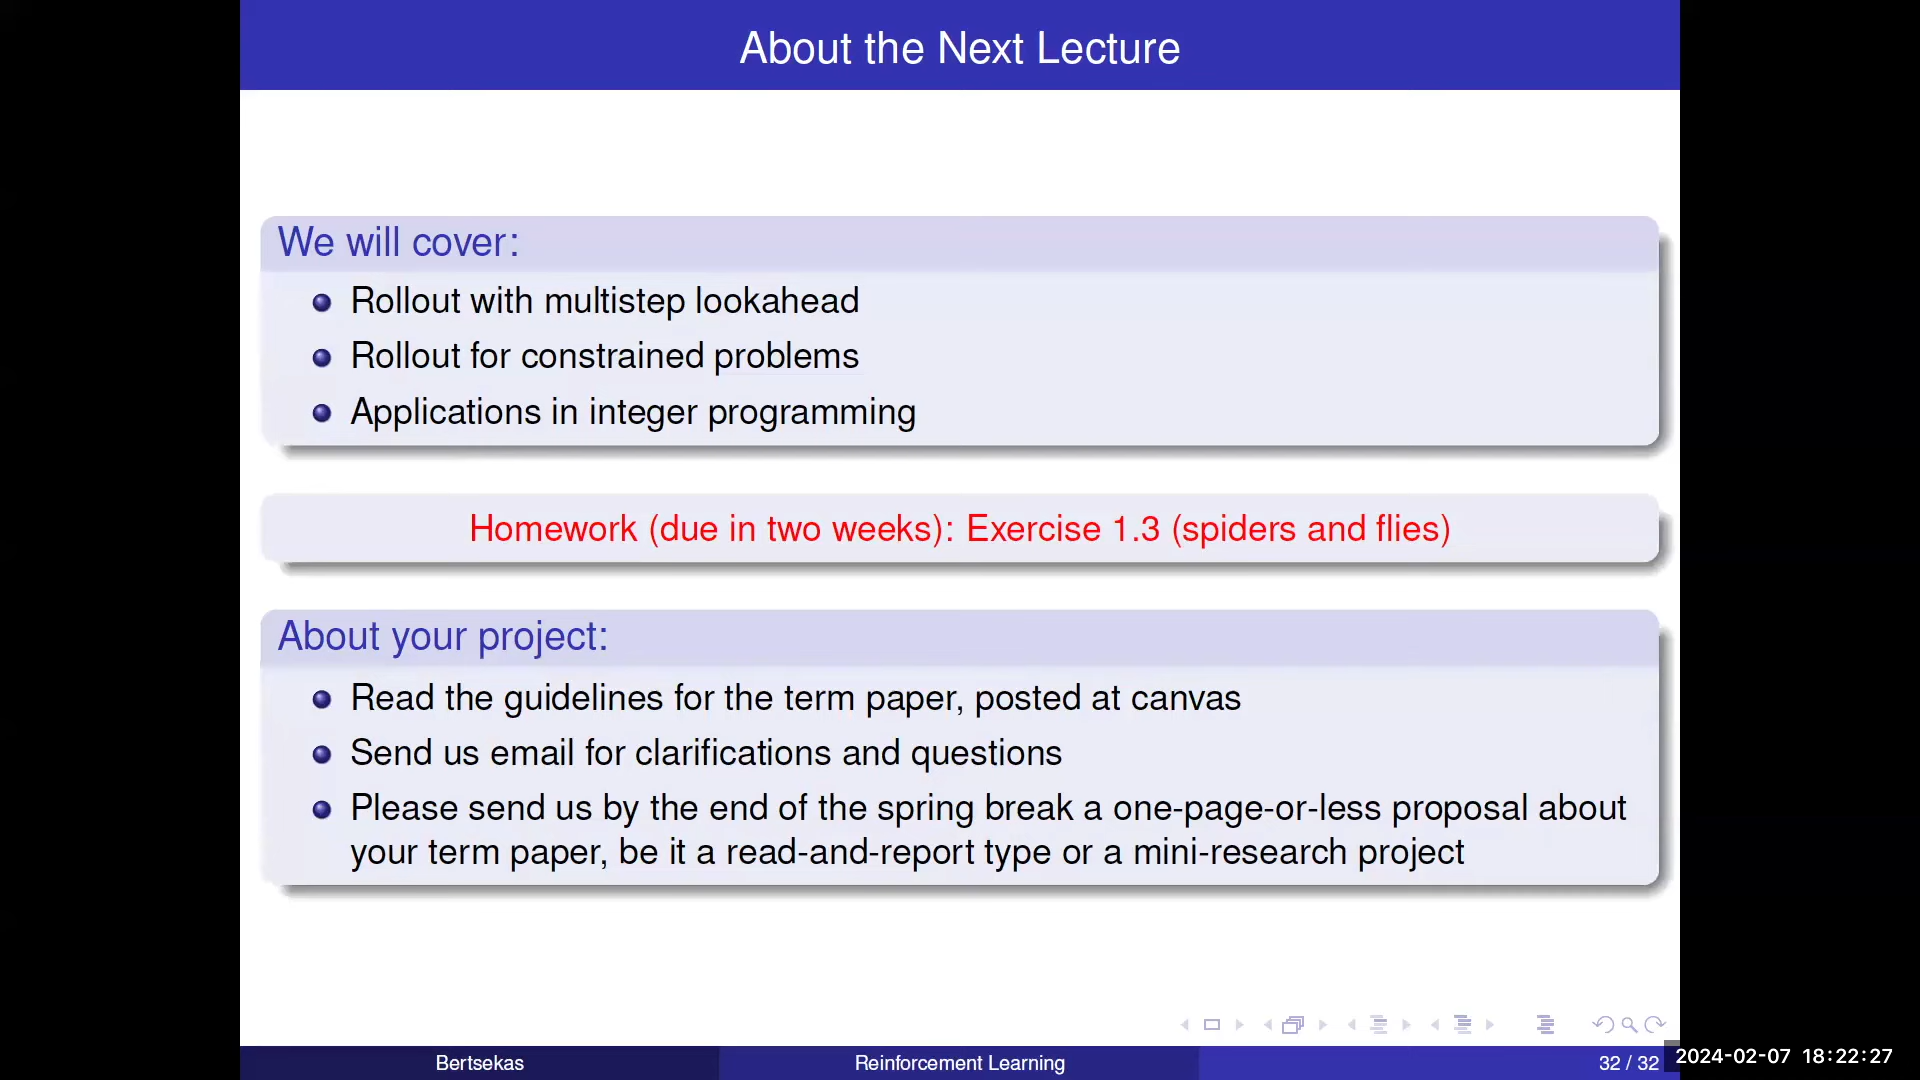 About the Next Lecture
We will cover:
Rollout with multistep lookahead
Rollout for constrained problems
Applications in integer programming
Homework (due in two weeks): Exercise 1.3 (spiders and flies)
About your project:
Read the guidelines for the term paper, posted at canvas
Send us email for clarifications and questions
Please send us by the end of the spring break a one-page-or-less proposal about
your term paper, be it a read-and-report type or a mini-research project
Bertsekas
Reinforcement Learning
32 / 32
2024-02-07 18:22:27